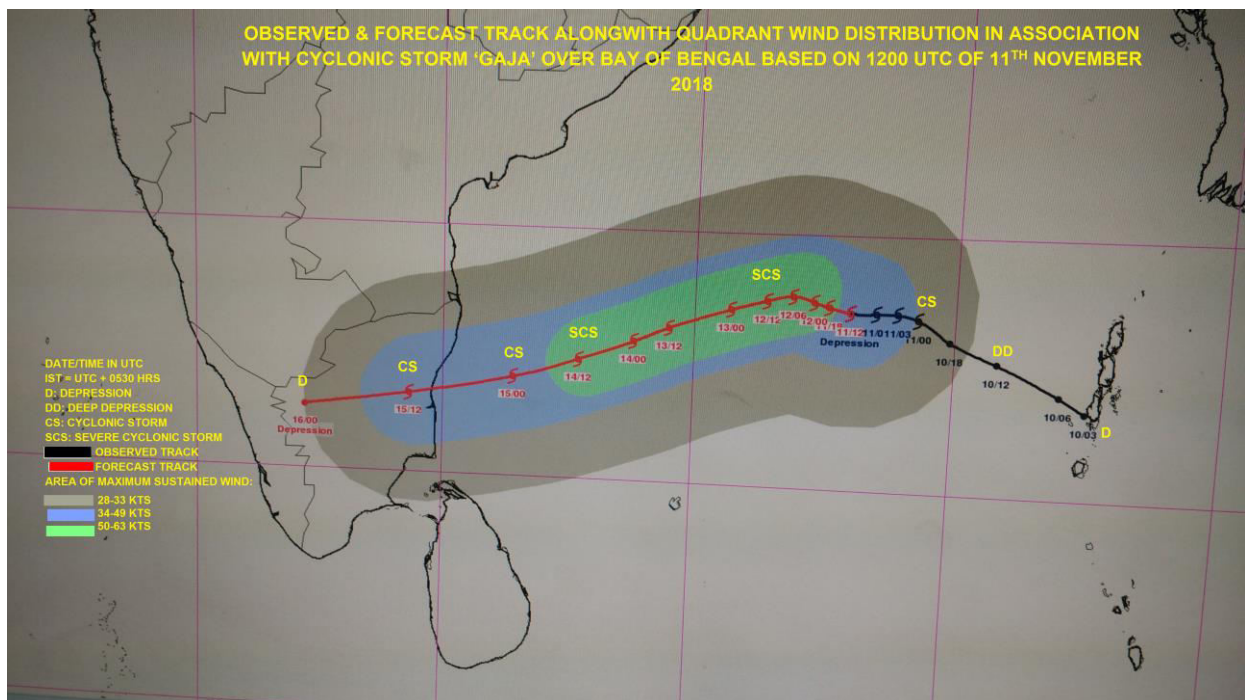 OBSERVED & FORECAST TRACK ALONGWITH QUADRANT WIND DISTRIBUTION IN ASSOCIATION
WITH CYCLONIC STORM ‘GAJA’ OVER BAY OF BENGAL BASED ON 1200 UTC OF 11TH NOVEMBER
2018
SCS
CS
12/06
12/12
12/00
13/00
11/18
11/12
11/03
11/00
Depression
SCS
13/12
14/00
14/12
DD
10/18
10/12
10/06
10/03
D
CS
CS
15/00
15/12
D
16/00
Depression
DATE/TIME IN UTC
IST = UTC + 0530 HRS
D: DEPRESSION
DD: DEEP DEPRESSION
CS: CYCLONIC STORM
SCS: SEVERE CYCLONIC STORM
OBSERVED TRACK
FORECAST TRACK
AREA OF MAXIMUM SUSTAINED WIND:
28-33 KTS
34-49 KTS
50-63 KTS